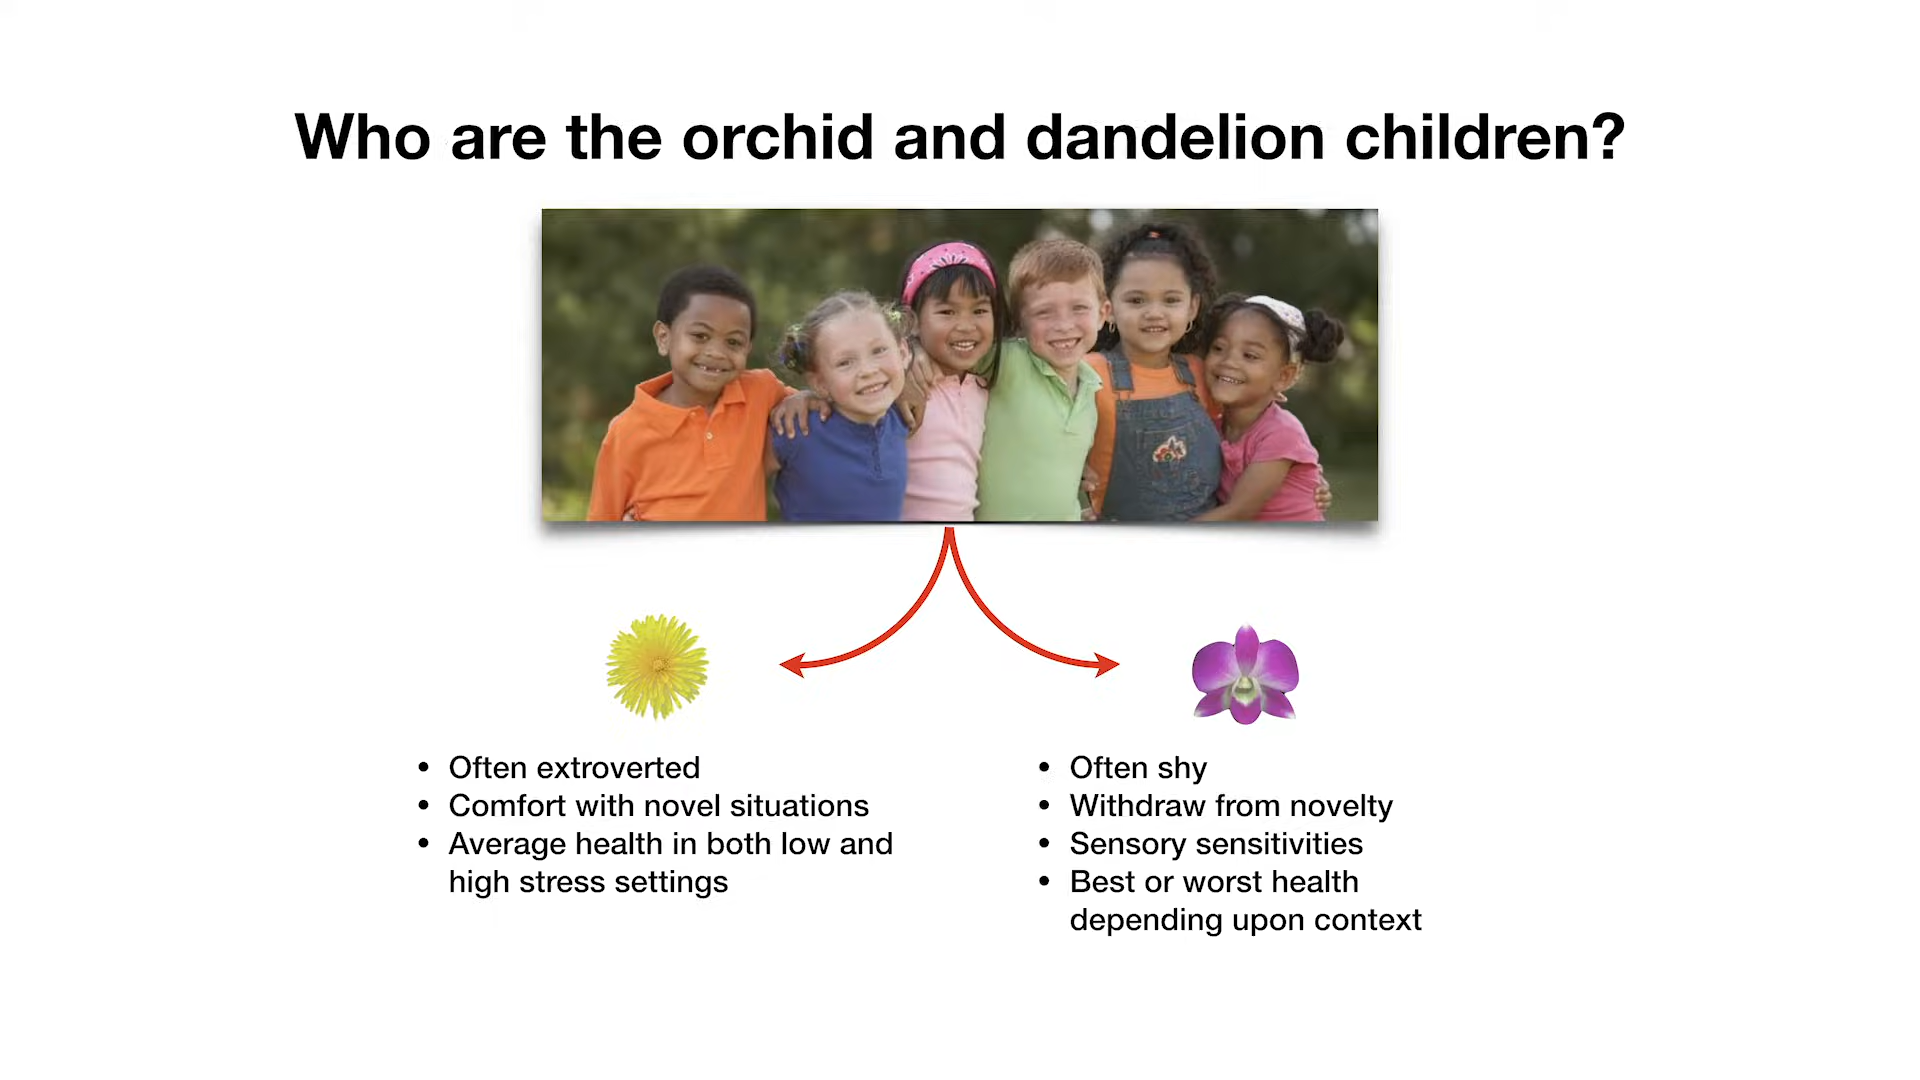 Who are the orchid and dandelion children?
• Often extroverted
• Comfort with novel situations
• Average health in both low and
high stress settings
• Often shy
• Withdraw from novelty
• Sensory sensitivities
• Best or worst health
depending upon context